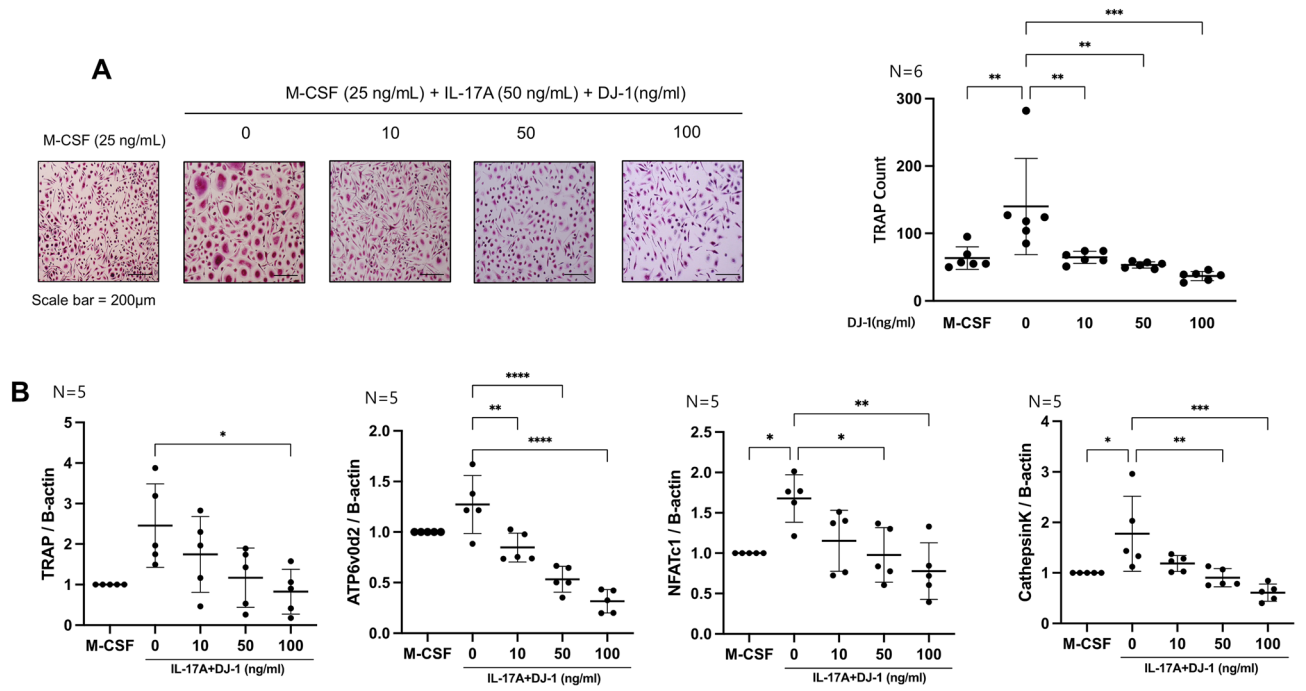 A
M-CSF (25 ng/mL) + IL-17A (50 ng/mL) + DJ-1(ng/ml)
M-CSF (25 ng/mL)
0 10 50 100
Scale bar = 200μm
N=6
***
**
** **
TRAP Count
300
200
100
0
DJ-1(ng/ml) M-CSF 0 10 50 100
B
N=5
*
TRAP / B-actin
5
4
3
2
1
0
M-CSF 0 10 50 100
IL-17A+DJ-1 (ng/ml)
N=5
****
**
****
ATP6v0d2 / B-actin
2.0
1.5
1.0
0.5
0.0
M-CSF 0 10 50 100
IL-17A+DJ-1 (ng/ml)
N=5
**
* *
NFATc1 / B-actin
2.5
2.0
1.5
1.0
0.5
0.0
M-CSF 0 10 50 100
IL-17A+DJ-1 (ng/ml)
N=5
***
* **
CathepsinK / B-actin
4
3
2
1
0
M-CSF 0 10 50 100
IL-17A+DJ-1 (ng/ml)